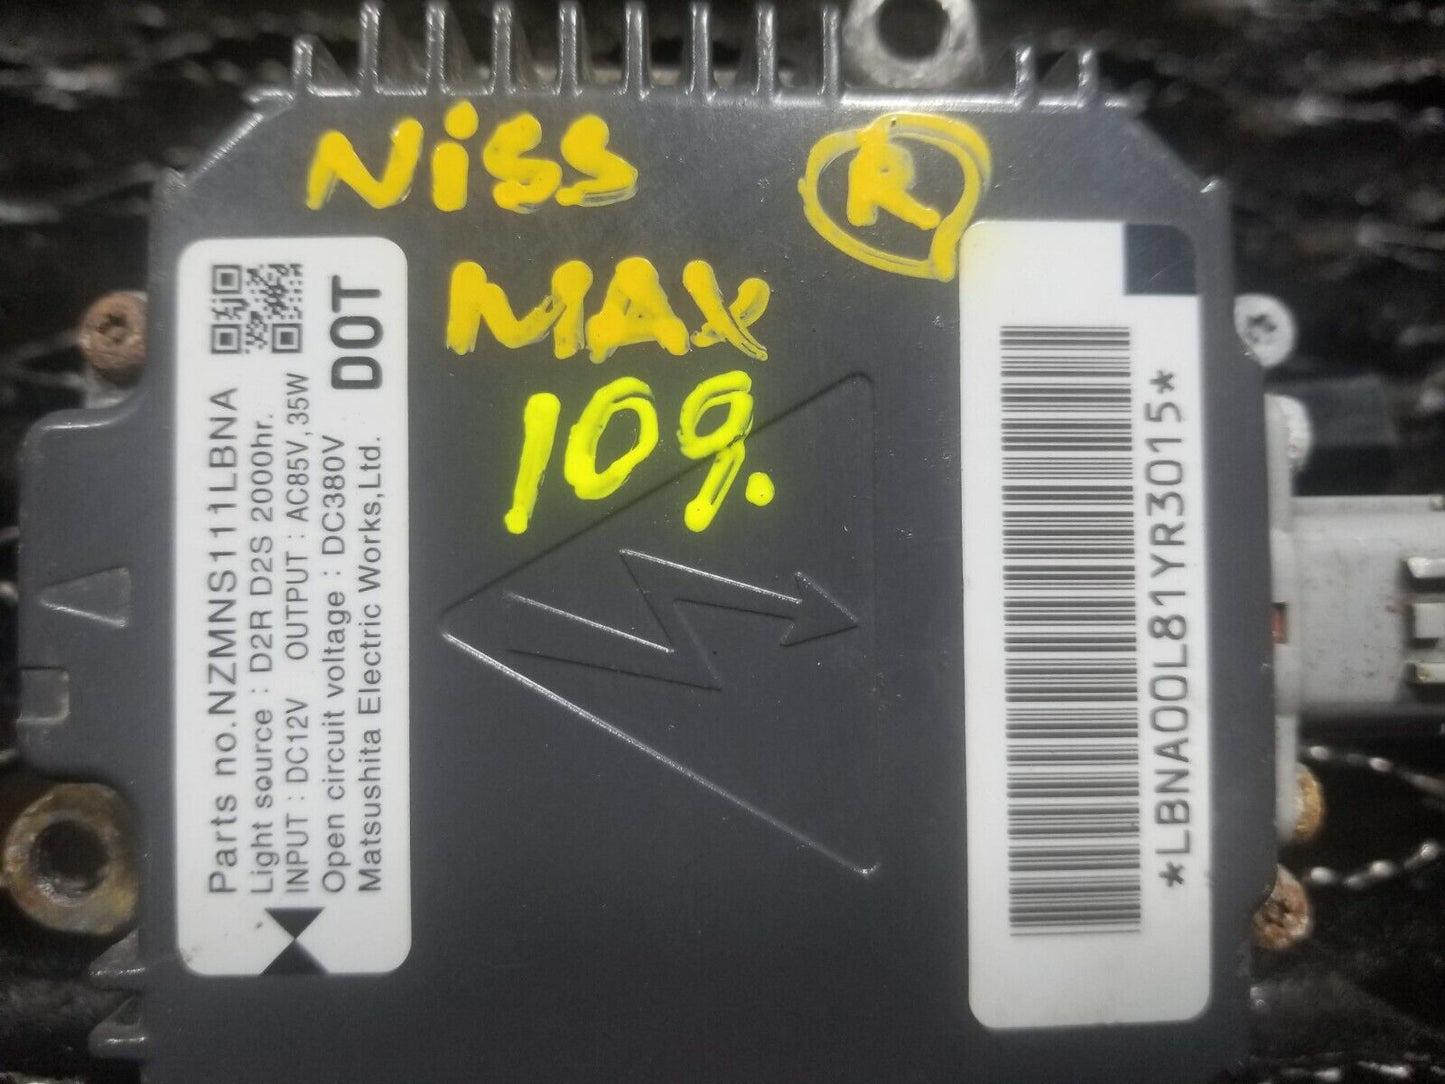 Niss R
MAX
109.
Parts no.NZMNS111LBNA
Light source : D2R D2S 2000hr.
INPUT : DC12V OUTPUT : AC85V,35W
Open circuit voltage : DC380V
Matsushita Electric Works,Ltd.
DOT
*LBNA00L81YR3015*